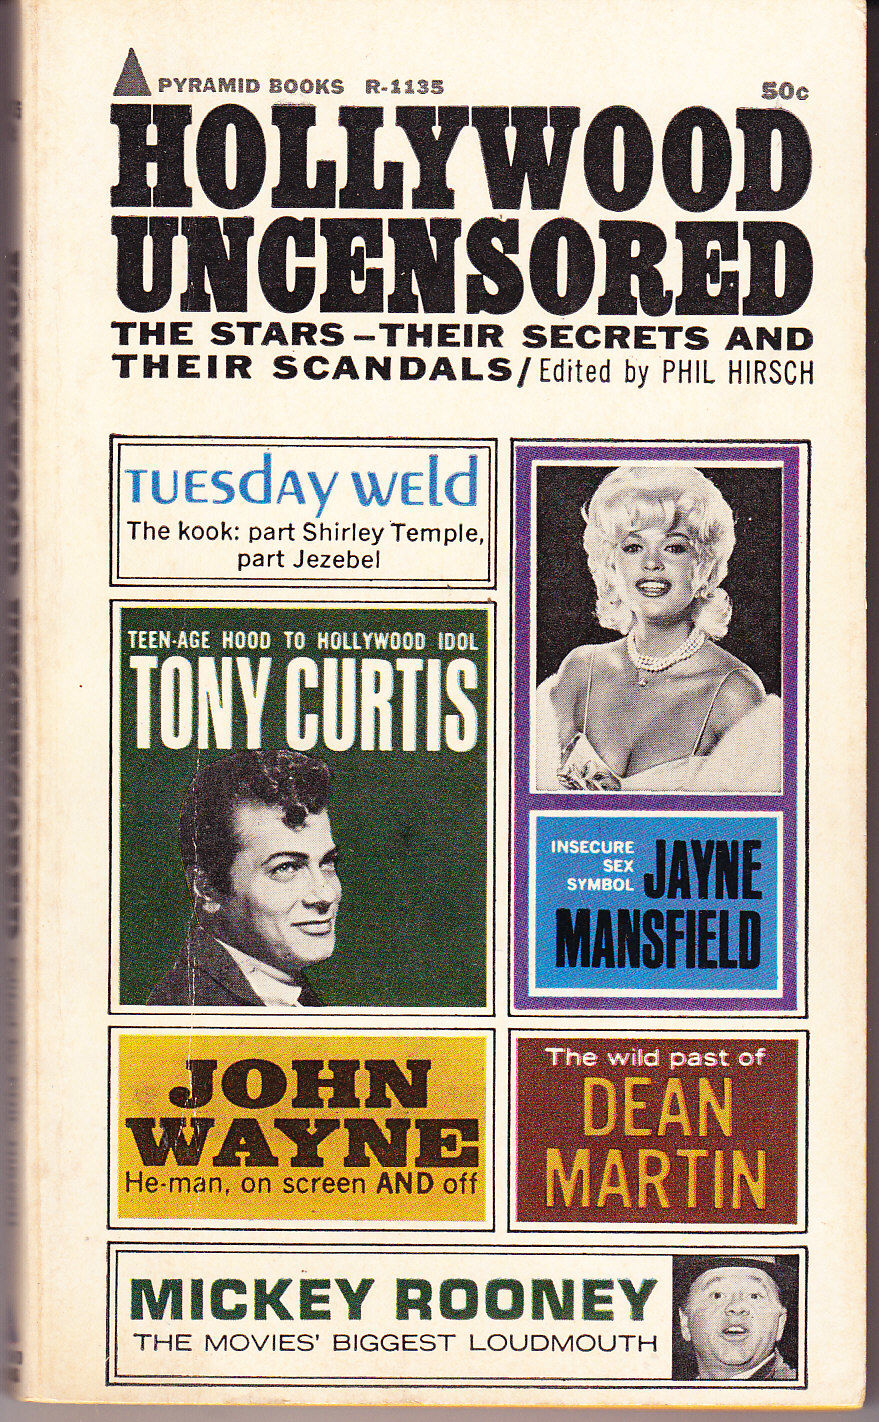 PYRAMID BOOKS R-1135 50c
HOLLYWOOD
UNCENSORED
THE STARS—THEIR SECRETS AND
THEIR SCANDALS/Edited by PHIL HIRSCH
TUESdAy wEld
The kook: part Shirley Temple,
part Jezebel
TEEN-AGE HOOD TO HOLLYWOOD IDOL
TONY CURTIS
INSECURE
SEX
SYMBOL
JAYNE
MANSFIELD
JOHN
WAYNE
He-man, on screen AND off
The wild past of
DEAN
MARTIN
MICKEY ROONEY
THE MOVIES' BIGGEST LOUDMOUTH